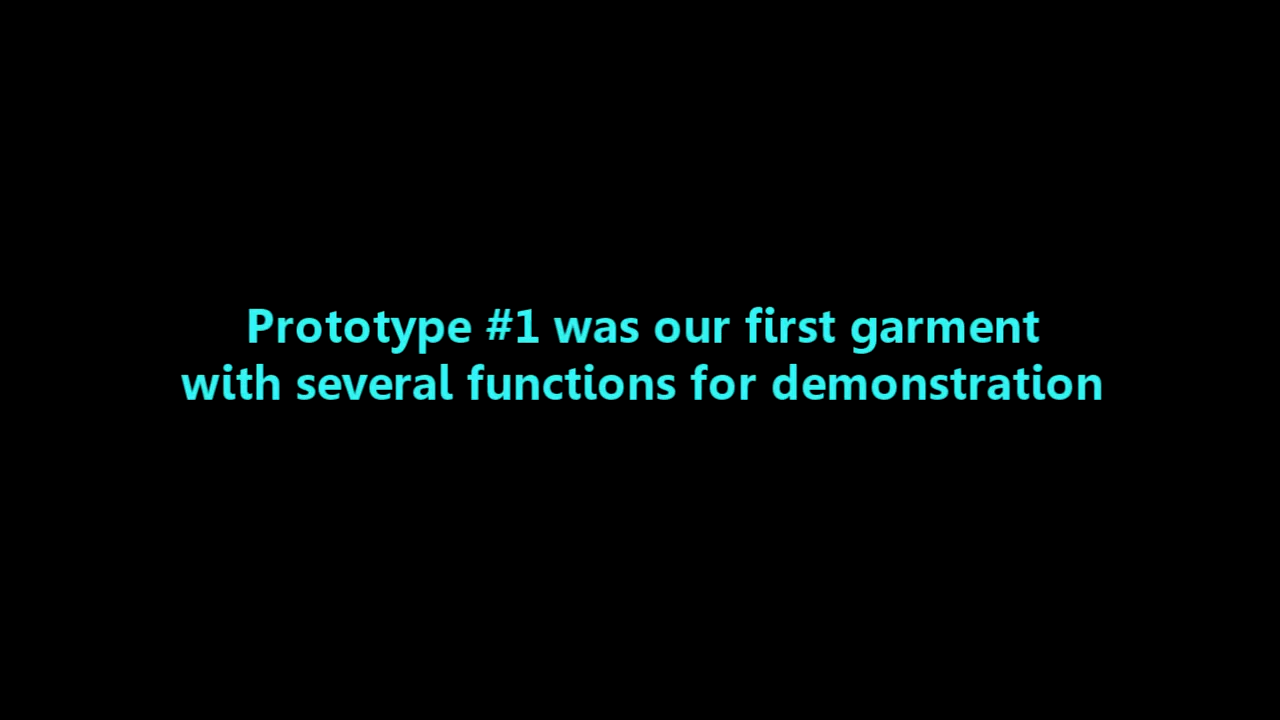 Prototype #1 was our first garment
with several functions for demonstration